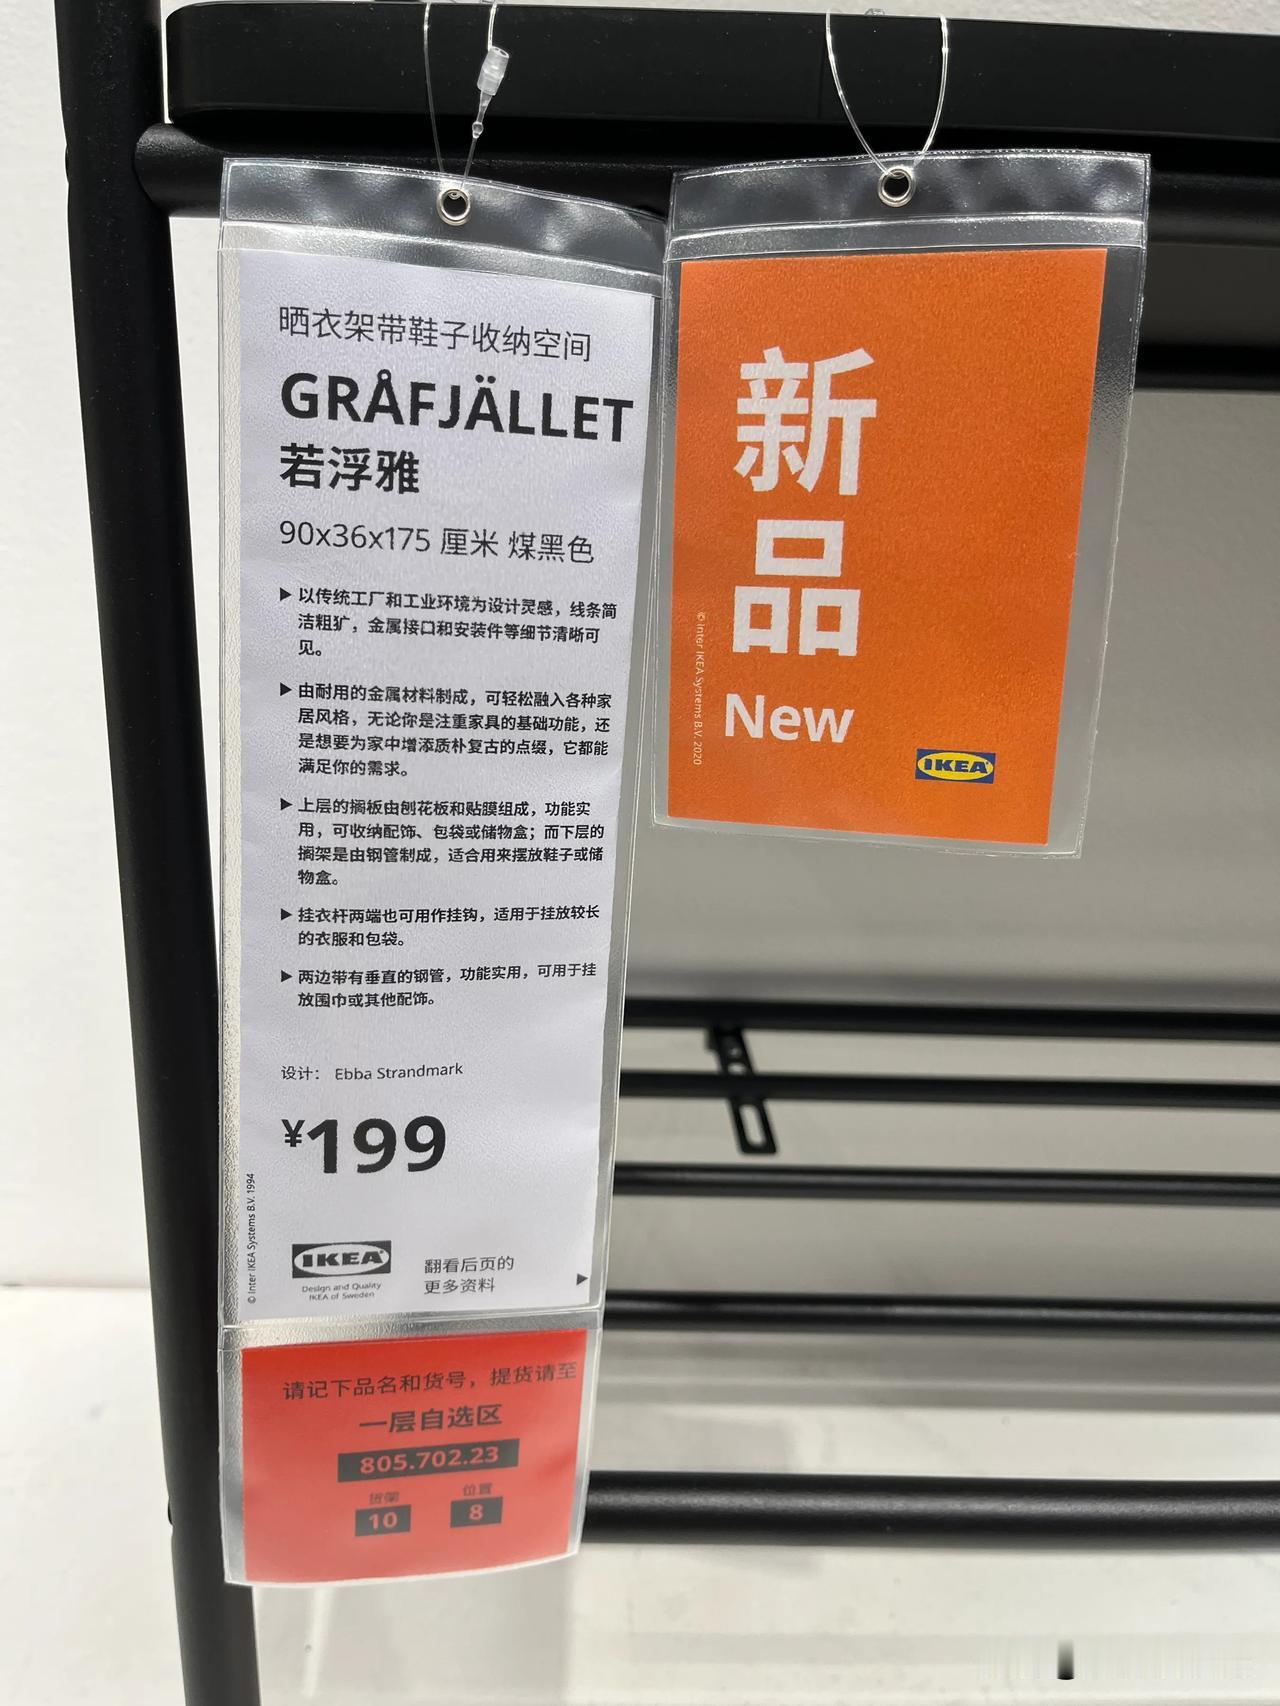 晒衣架带鞋子收纳空间
GRÅFJÄLLET
若浮雅
90x36x175 厘米 煤黑色
▶ 以传统工厂和工业环境为设计灵感，线条简
洁粗犷，金属接口和安装件等细节清晰可
见。
▶ 由耐用的金属材料制成，可轻松融入各种家
居风格，无论你是注重家具的基础功能，还
是想要为家中增添质朴复古的点缀，它都能
满足你的需求。
▶ 上层的搁板由刨花板和贴膜组成，功能实
用，可收纳配饰、包袋或储物盒；而下层的
搁架是由钢管制成，适合用来摆放鞋子或储
物盒。
▶ 挂衣杆两端也可用作挂钩，适用于挂放较长
的衣服和包袋。
▶ 两边带有垂直的钢管，功能实用，可用于挂
放围巾或其他配饰。
设计： Ebba Strandmark
¥199
© Inter IKEA Systems B.V. 1994
IKEA
Design and Quality
IKEA of Sweden
翻看后页的
更多资料
请记下品名和货号，提货请至
一层自选区
805.702.23
货架 位置
10 8
新
品
New
© Inter IKEA Systems B.V. 2020
IKEA